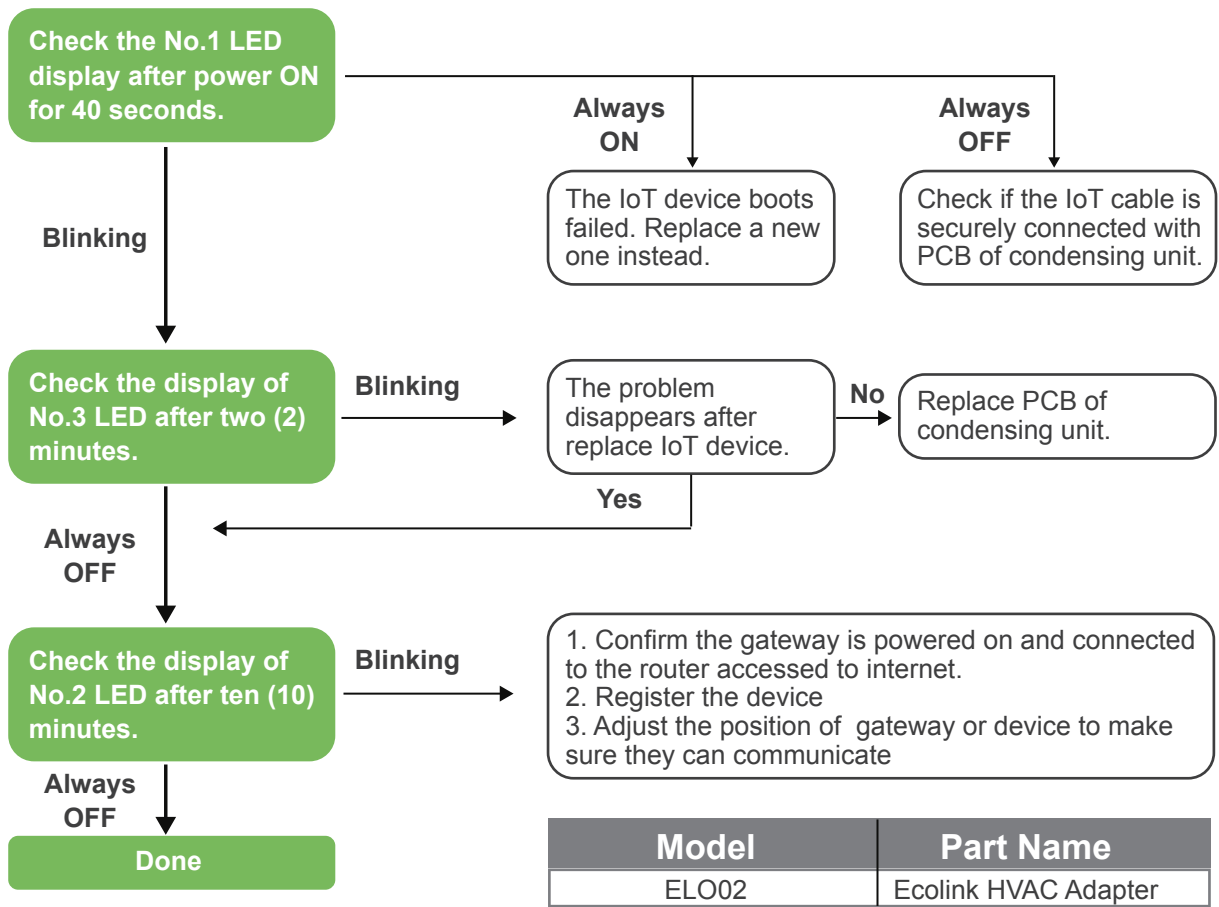 Check the No.1 LED
display after power ON
for 40 seconds.
Always
ON
Always
OFF
The IoT device boots
failed. Replace a new
one instead.
Check if the IoT cable is
securely connected with
PCB of condensing unit.
Blinking
Check the display of
No.3 LED after two (2)
minutes.
Blinking
The problem
disappears after
replace IoT device.
No
Replace PCB of
condensing unit.
Yes
Always
OFF
Check the display of
No.2 LED after ten (10)
minutes.
Blinking
1. Confirm the gateway is powered on and connected
to the router accessed to internet.
2. Register the device
3. Adjust the position of gateway or device to make
sure they can communicate
Always
OFF
Done
Model Part Name
ELO02 Ecolink HVAC Adapter